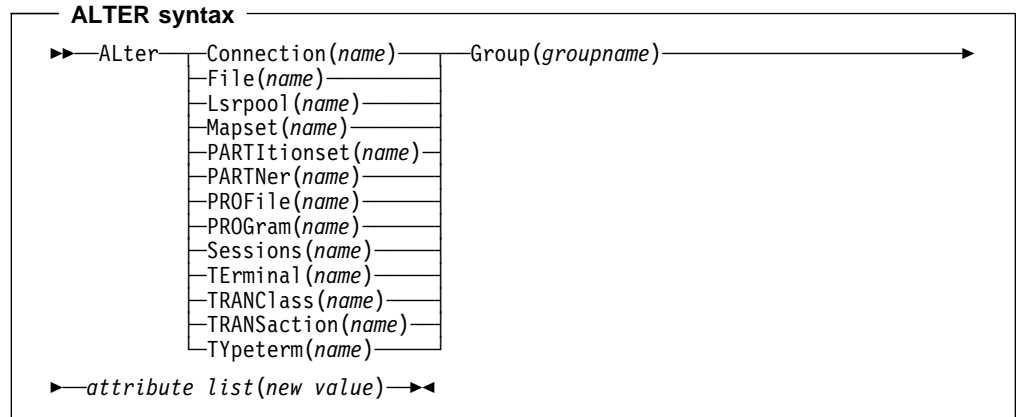 ALTER syntax
ALter Connection(name) Group(groupname)
File(name)
Lsrpool(name)
Mapset(name)
PARTItionset(name)
PARTNer(name)
PROFile(name)
PROGram(name)
Sessions(name)
TErminal(name)
TRANClass(name)
TRANSaction(name)
TYpeterm(name)
attribute list(new value)